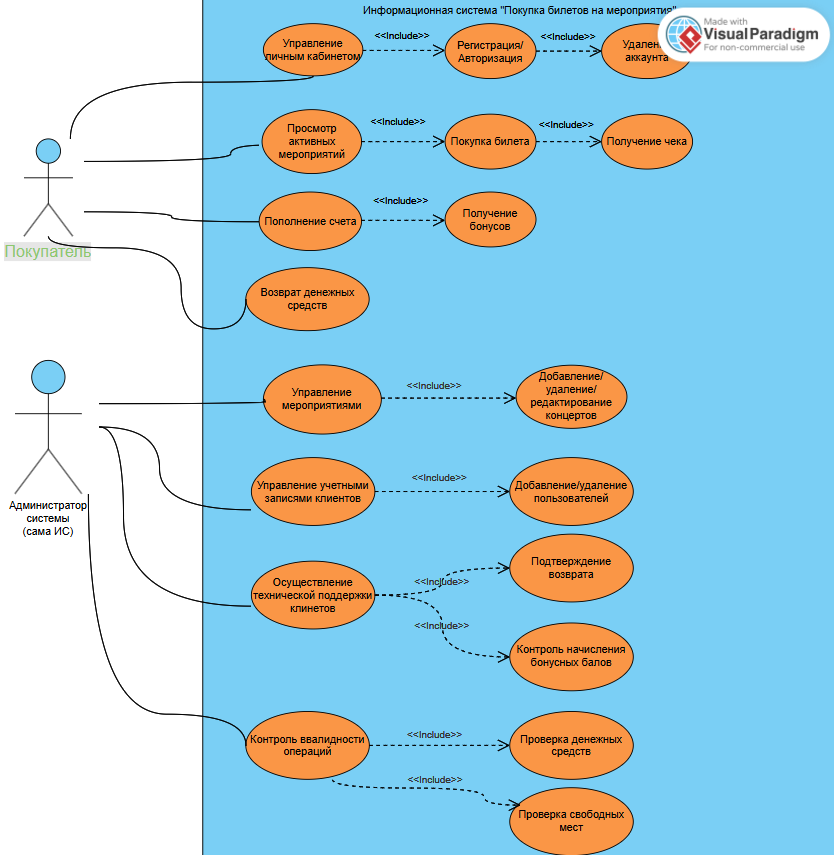 Информационная система "Покупка билетов на мероприятия"
Made with
Visual Paradigm
For non-commercial use
Управление
личным кабинетом
<<Include>>
Регистрация/
Авторизация
<<Include>>
аккаунта
Просмотр
активных
мероприятий
<<Include>>
Покупка билета
<<Include>>
Получение чека
Пополнение счета
<<Include>>
Получение
бонусов
Покупатель
Возврат денежных
средств
Управление
мероприятиями
<<Include>>
Добавление/
удаление/
редактирование
концертов
Администратор
системы
(сама ИС)
Управление учетными
записями клиентов
<<Include>>
Добавление/удаление
пользователей
Осуществление
технической поддержки
клинетов
<<Include>>
Подтверждение
возврата
<<Include>>
Контроль начисления
бонусных балов
Контроль ввалидности
операций
<<Include>>
Проверка денежных
средств
<<Include>>
Проверка свободных
мест